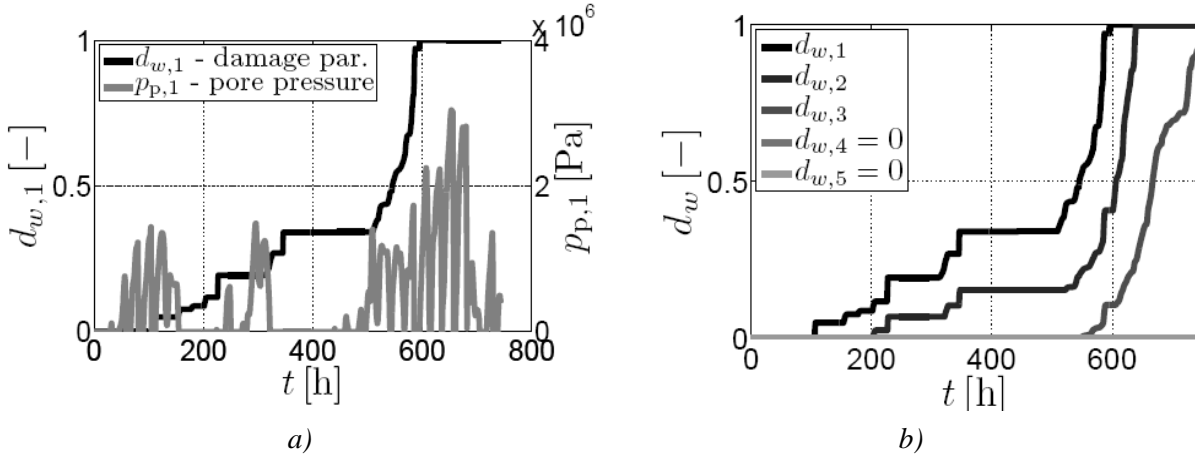 × 10⁶
1
4
d_{w,1} - damage par.
p_{p,1} - pore pressure
d_{w,1} [−]
0.5
2
p_{p,1} [Pa]
0
0
0
200
400
600
800
t [h]
a)
1
d_{w,1}
d_{w,2}
d_{w,3}
d_{w,4} = 0
d_{w,5} = 0
d_w [−]
0.5
0
0
200
400
600
t [h]
b)